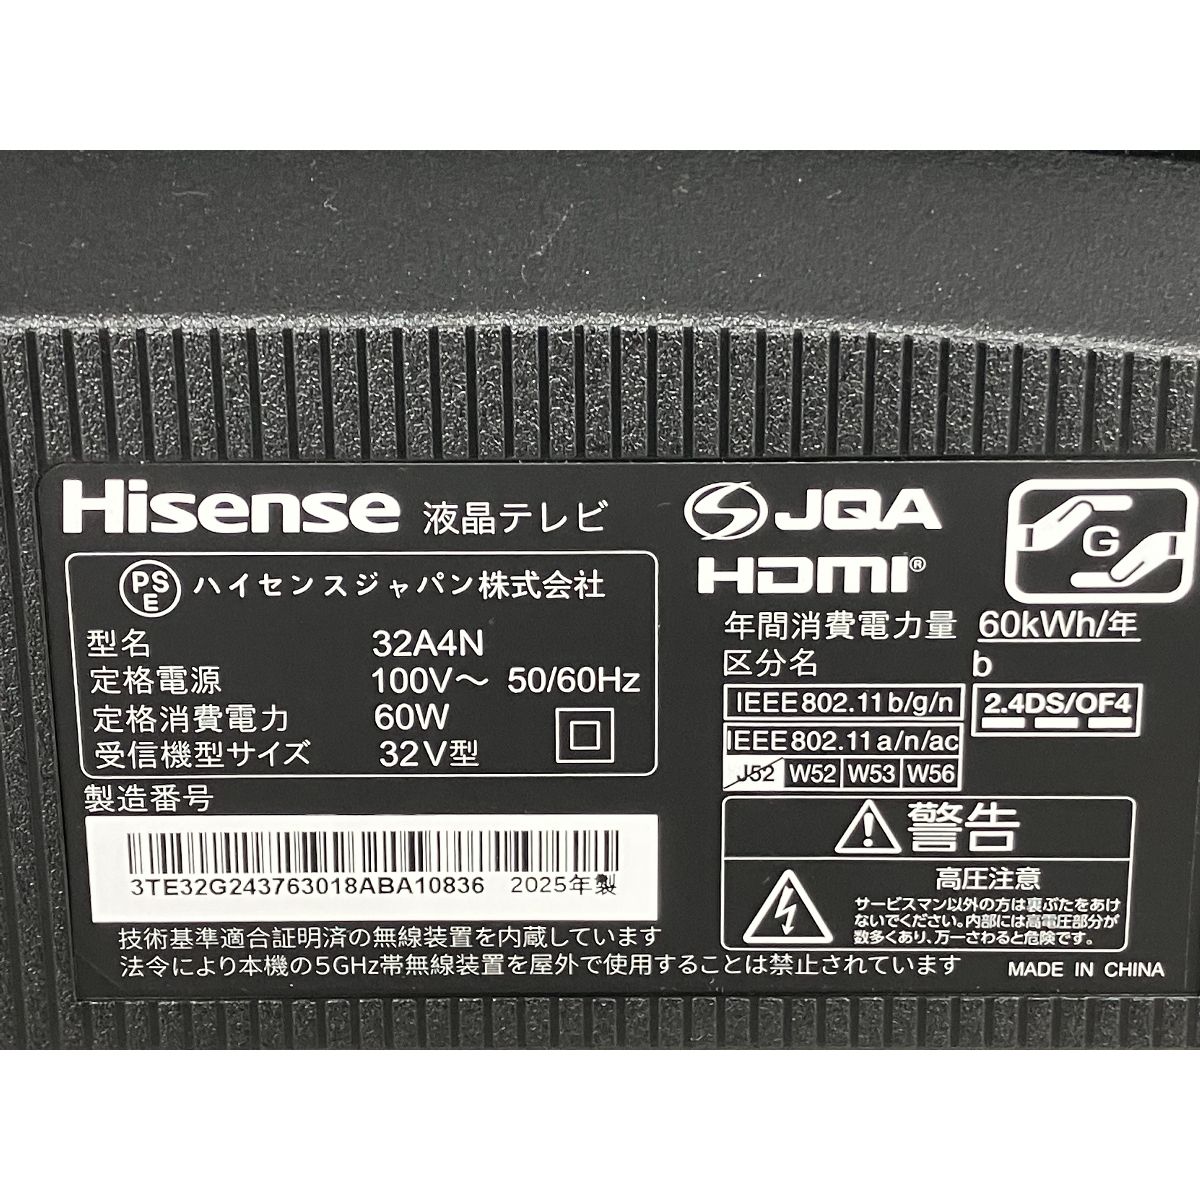 Hisense 液晶テレビ
PS
E
ハイセンスジャパン株式会社
型名 32A4N
定格電源 100V～ 50/60Hz
定格消費電力 60W
受信機型サイズ 32V型
製造番号
3TE32G243763018ABA10836 2025年製
技術基準適合証明済の無線装置を内蔵しています
法令により本機の5GHz帯無線装置を屋外で使用することは禁止されています
JQA
HDMI®
G
年間消費電力量 60kWh/年
区分名 b
IEEE802.11b/g/n
2.4DS/OF4
IEEE802.11a/n/ac
J52 W52 W53 W56
警告
高圧注意
サービスマン以外の方は裏ぶたをあけ
ないでください。内部には高電圧部分が
数多くあり、万一さわると危険です。
MADE IN CHINA